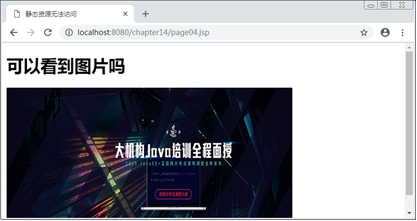 静态资源无法访问
localhost:8080/chapter14/page04.jsp
可以看到图片吗
大机构Java培训全程面授